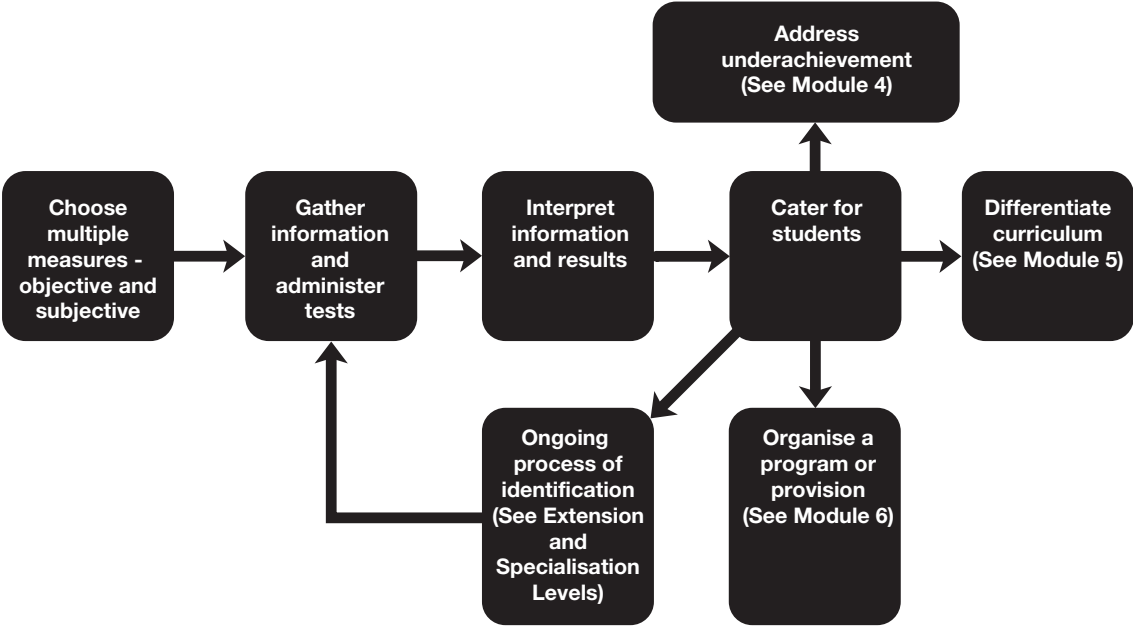 Address
underachievement
(See Module 4)
Choose
multiple
measures -
objective and
subjective
Gather
information
and
administer
tests
Interpret
information
and results
Cater for
students
Differentiate
curriculum
(See Module 5)
Ongoing
process of
identification
(See Extension
and
Specialisation
Levels)
Organise a
program or
provision
(See Module 6)